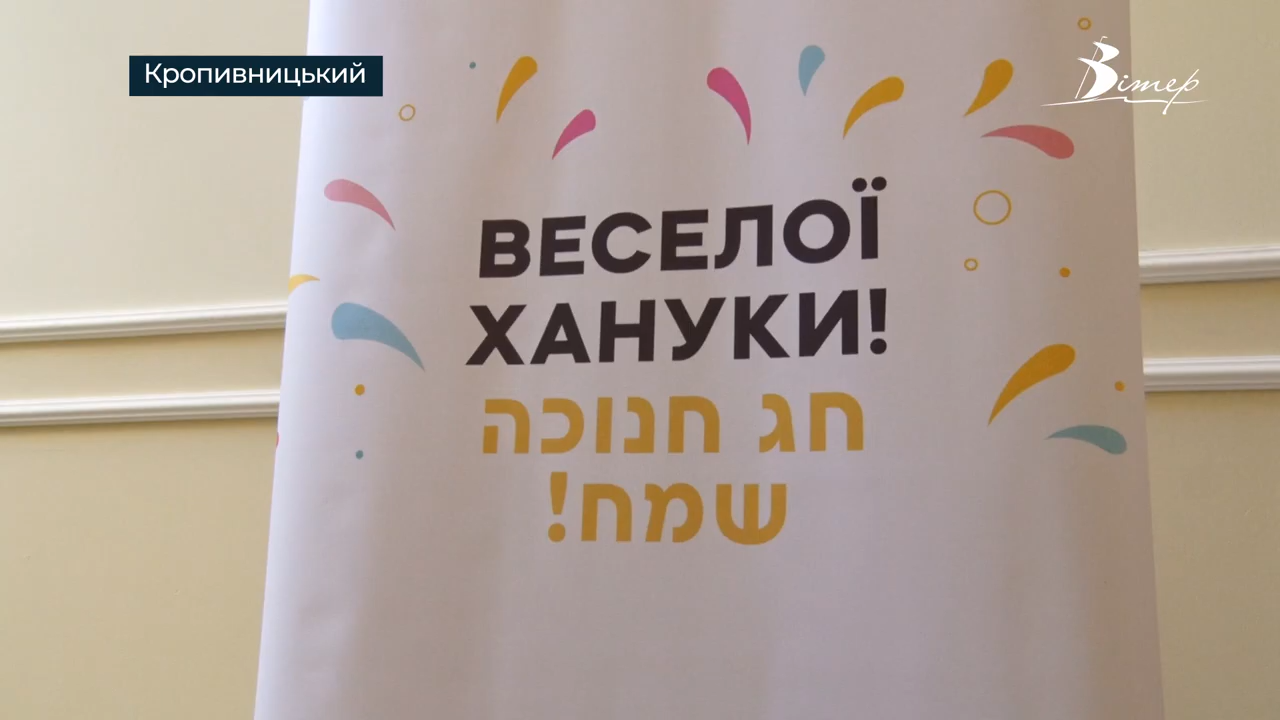 Кропивницький
Вітер
ВЕСЕЛОЇ
ХАНУКИ!
חג חנוכה
שמח!